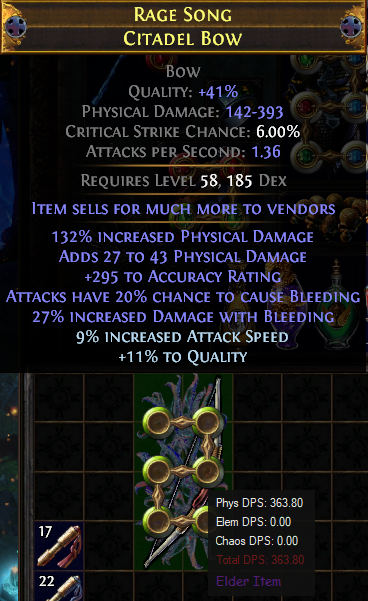 Rage Song
Citadel Bow
Bow
Quality: +41%
Physical Damage: 142-393
Critical Strike Chance: 6.00%
Attacks per Second: 1.36
Requires Level 58, 185 Dex
Item sells for much more to vendors
132% increased Physical Damage
Adds 27 to 43 Physical Damage
+295 to Accuracy Rating
Attacks have 20% chance to cause Bleeding
27% increased Damage with Bleeding
9% increased Attack Speed
+11% to Quality
Phys DPS: 363.80
Elem DPS: 0.00
Chaos DPS: 0.00
Total DPS: 363.80
Elder Item
17
22